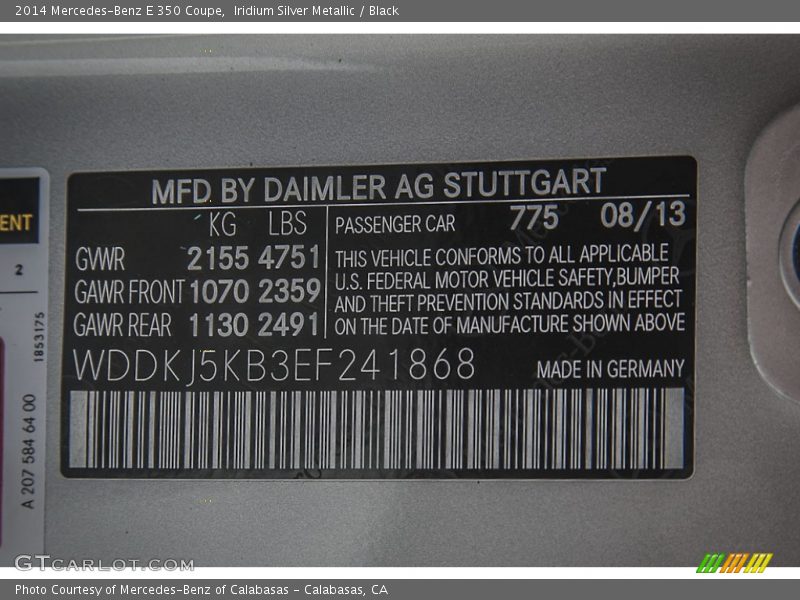 2014 Mercedes-Benz E 350 Coupe,  Iridium Silver Metallic / Black
MFD BY DAIMLER AG STUTTGART
KG LBS
GVWR 2155 4751
GAWR FRONT 1070 2359
GAWR REAR 1130 2491
PASSENGER CAR 775 08/13
THIS VEHICLE CONFORMS TO ALL APPLICABLE
U.S. FEDERAL MOTOR VEHICLE SAFETY,BUMPER
AND THEFT PREVENTION STANDARDS IN EFFECT
ON THE DATE OF MANUFACTURE SHOWN ABOVE
WDDKJ5KB3EF241868
MADE IN GERMANY
ENT
2
1853175
A 207 584 64 00
GTCARLOT.COM
Photo Courtesy of Mercedes-Benz of Calabasas - Calabasas, CA